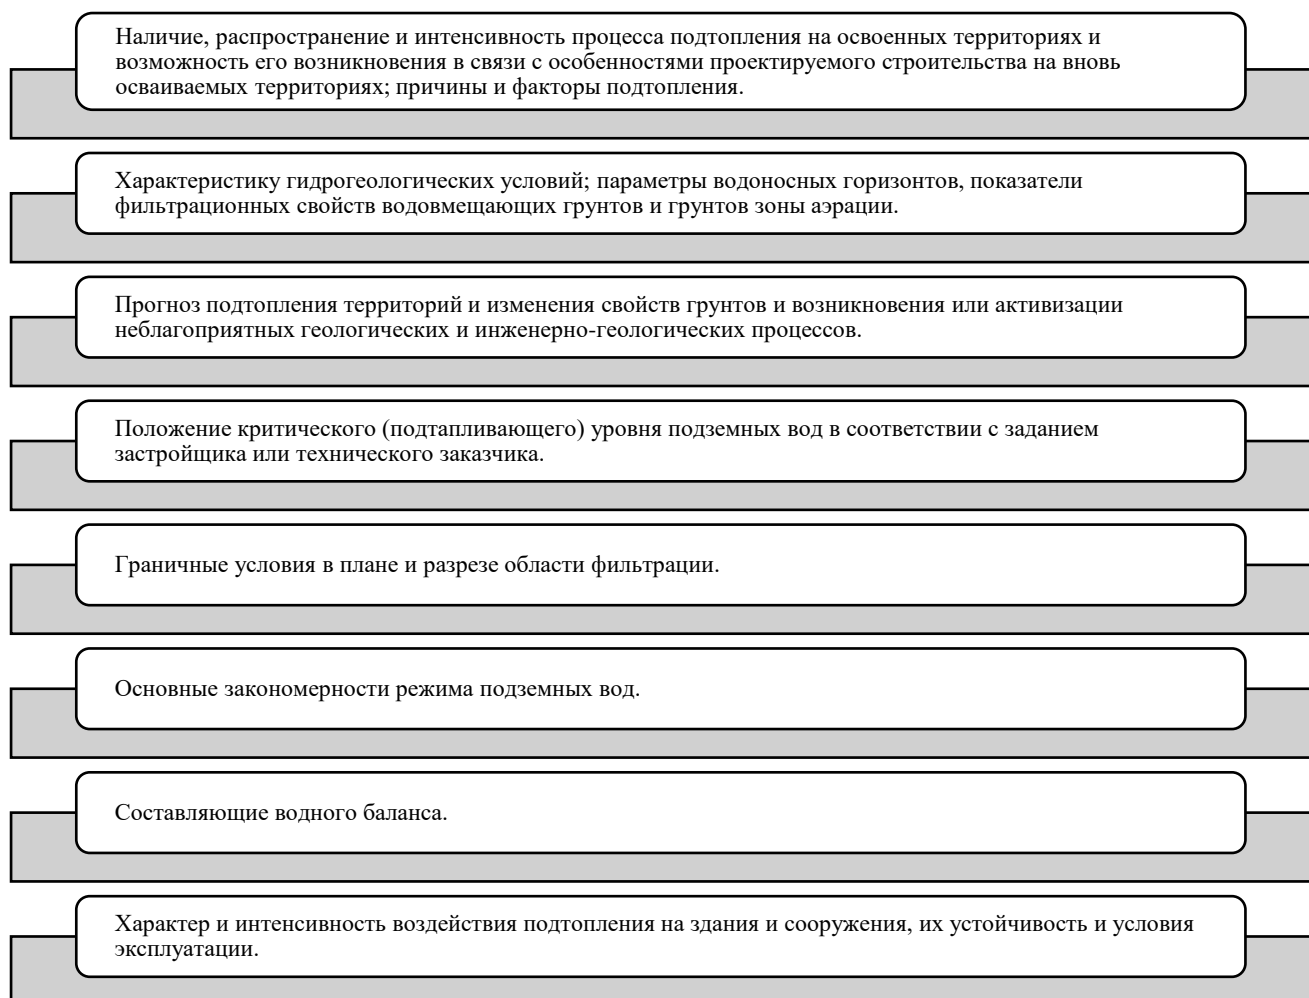 Наличие, распространение и интенсивность процесса подтопления на освоенных территориях и
возможность его возникновения в связи с особенностями проектируемого строительства на вновь
осваиваемых территориях; причины и факторы подтопления.
Характеристику гидрогеологических условий; параметры водоносных горизонтов, показатели
фильтрационных свойств водовмещающих грунтов и грунтов зоны аэрации.
Прогноз подтопления территорий и изменения свойств грунтов и возникновения или активизации
неблагоприятных геологических и инженерно-геологических процессов.
Положение критического (подтапливающего) уровня подземных вод в соответствии с заданием
застройщика или технического заказчика.
Граничные условия в плане и разрезе области фильтрации.
Основные закономерности режима подземных вод.
Составляющие водного баланса.
Характер и интенсивность воздействия подтопления на здания и сооружения, их устойчивость и условия
эксплуатации.